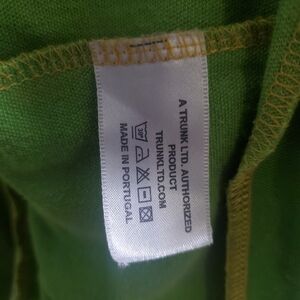 A TRUNK LTD. AUTHORIZED
PRODUCT
TRUNKLTD.COM
MADE IN PORTUGAL